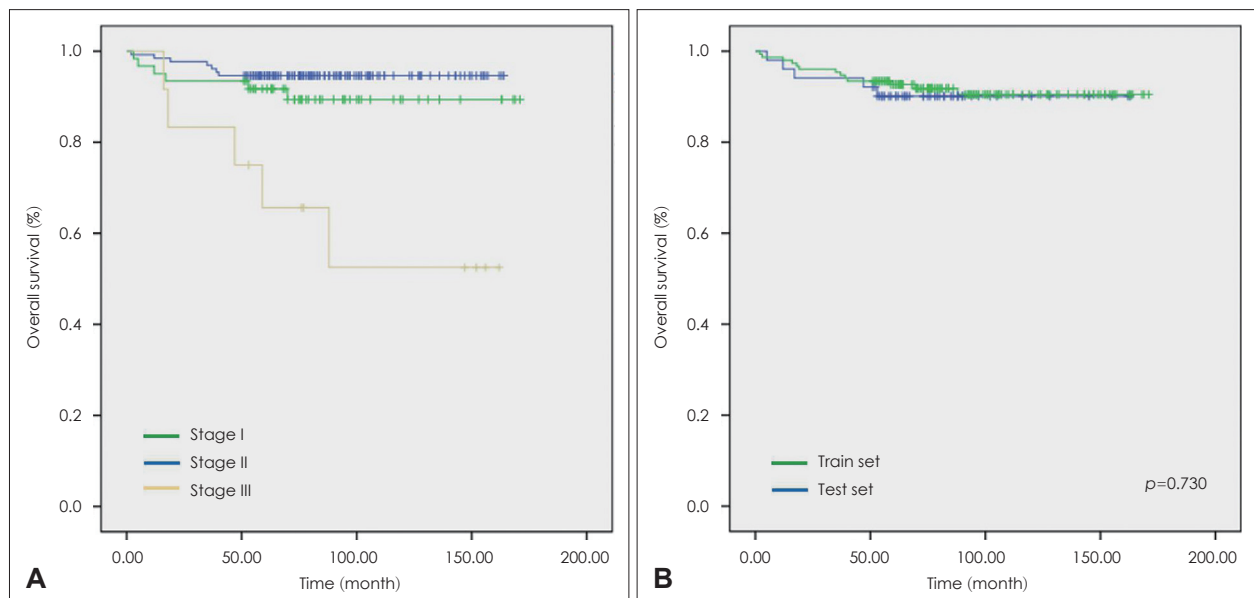 1.0
0.8
0.6
0.4
0.2
0.0
Overall survival (%)
Stage I
Stage II
Stage III
0.00 50.00 100.00 150.00 200.00
Time (month)
A
1.0
0.8
0.6
0.4
0.2
0.0
Overall survival (%)
Train set
Test set
p=0.730
0.00 50.00 100.00 150.00 200.00
Time (month)
B